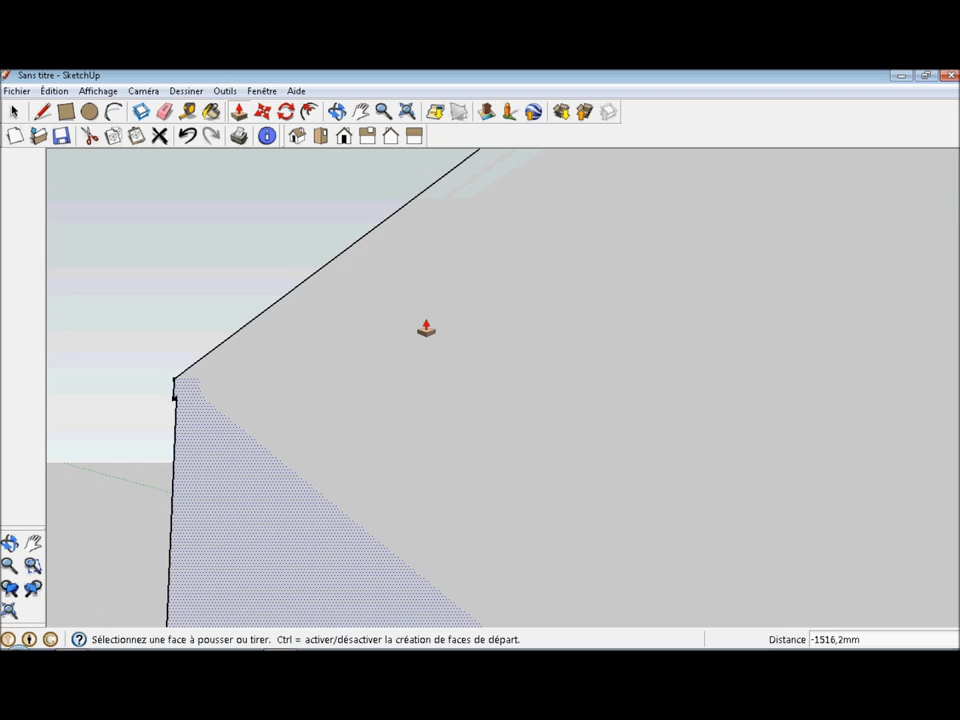 Sans titre - SketchUp
Fichier Édition Affichage Caméra Dessiner Outils Fenêtre Aide
Sélectionnez une face à pousser ou tirer. Ctrl = activer/désactiver la création de faces de départ. Distance -1516,2mm